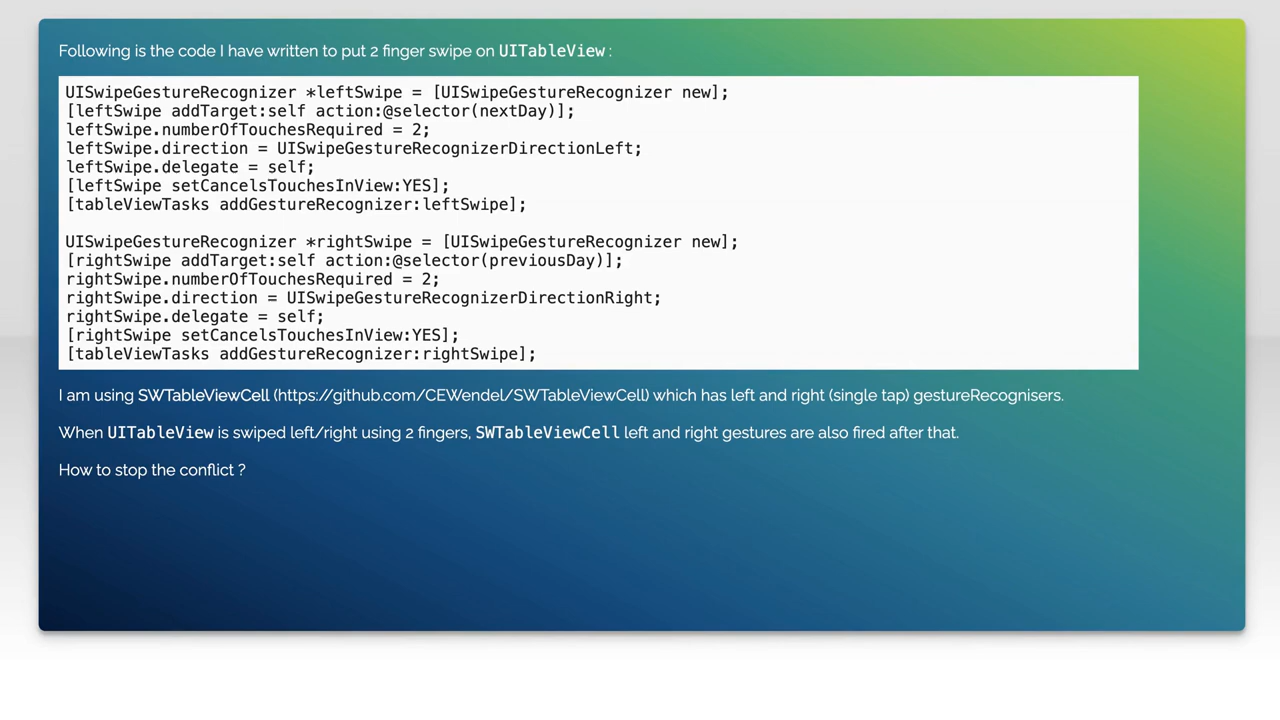 Following is the code I have written to put 2 finger swipe on UITableView :
UISwipeGestureRecognizer *leftSwipe = [UISwipeGestureRecognizer new];
[leftSwipe addTarget:self action:@selector(nextDay)];
leftSwipe.numberOfTouchesRequired = 2;
leftSwipe.direction = UISwipeGestureRecognizerDirectionLeft;
leftSwipe.delegate = self;
[leftSwipe setCancelsTouchesInView:YES];
[tableViewTasks addGestureRecognizer:leftSwipe];
UISwipeGestureRecognizer *rightSwipe = [UISwipeGestureRecognizer new];
[rightSwipe addTarget:self action:@selector(previousDay)];
rightSwipe.numberOfTouchesRequired = 2;
rightSwipe.direction = UISwipeGestureRecognizerDirectionRight;
rightSwipe.delegate = self;
[rightSwipe setCancelsTouchesInView:YES];
[tableViewTasks addGestureRecognizer:rightSwipe];
I am using SWTableViewCell (https://github.com/CEWendel/SWTableViewCell) which has left and right (single tap) gestureRecognisers.
When UITableView is swiped left/right using 2 fingers, SWTableViewCell left and right gestures are also fired after that.
How to stop the conflict ?